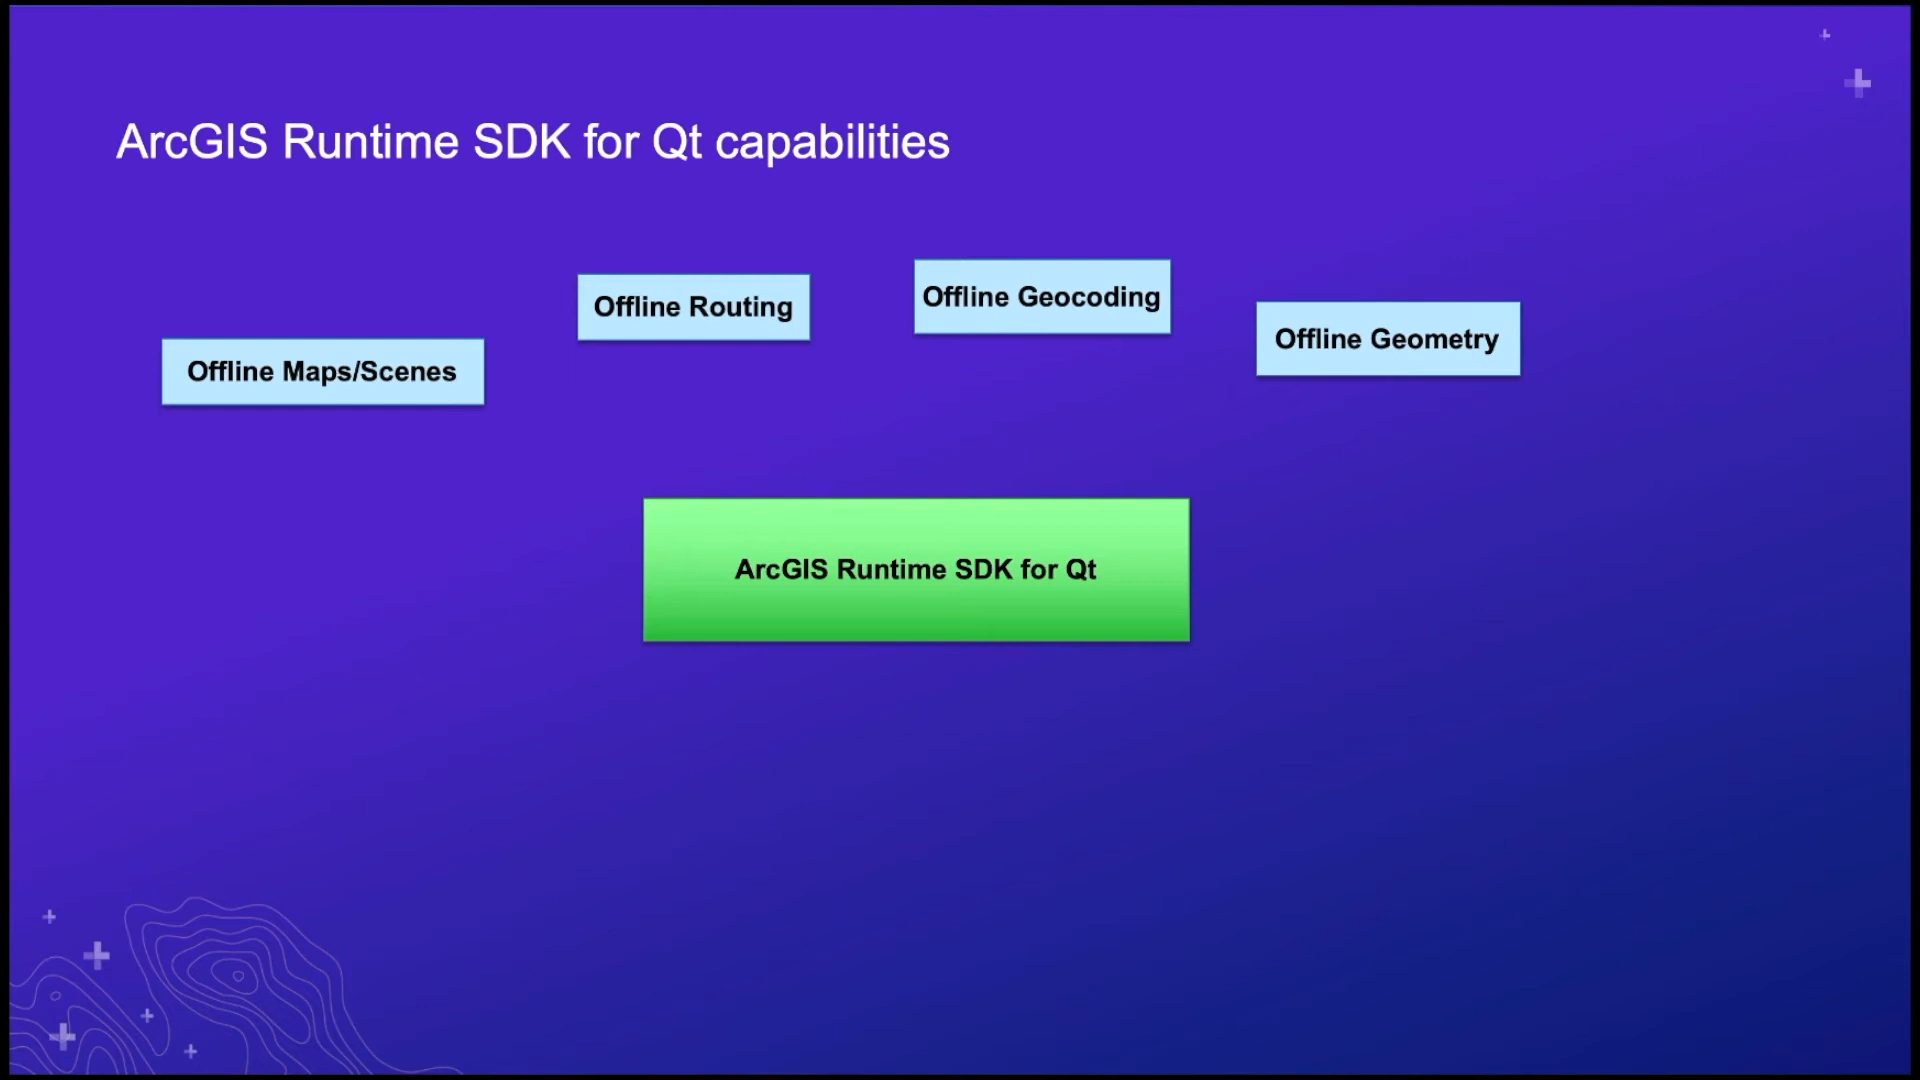 ArcGIS Runtime SDK for Qt capabilities
Offline Maps/Scenes
Offline Routing
Offline Geocoding
Offline Geometry
ArcGIS Runtime SDK for Qt